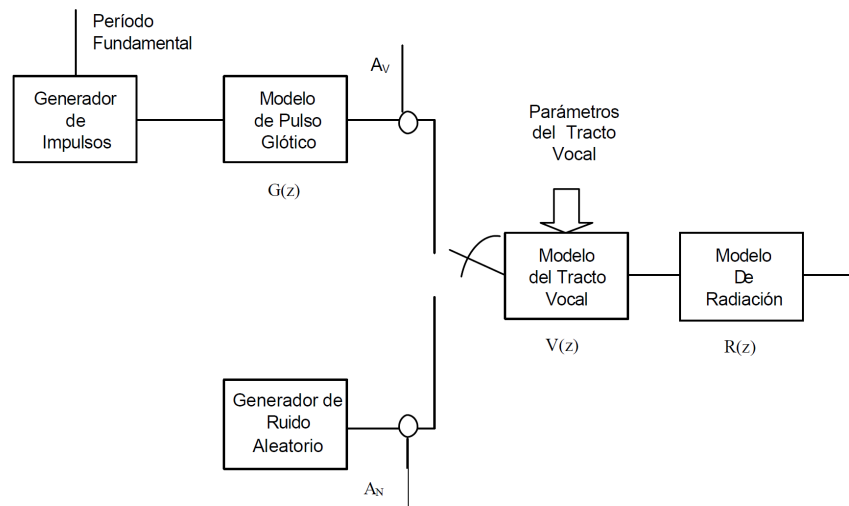 Período
Fundamental
Generador
de
Impulsos
Modelo
de Pulso
Glótico
G(z)
AV
Parámetros
del Tracto
Vocal
Modelo
del Tracto
Vocal
V(z)
Modelo
De
Radiación
R(z)
Generador de
Ruido
Aleatorio
AN